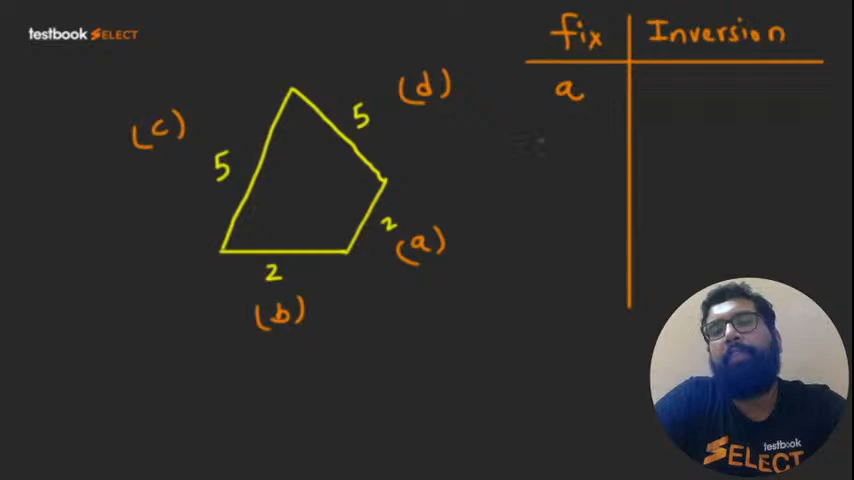 testbook SELECT
fix
Inversion
a
(d)
(c)
5
5
2
(a)
2
(b)
testbook
SELECT